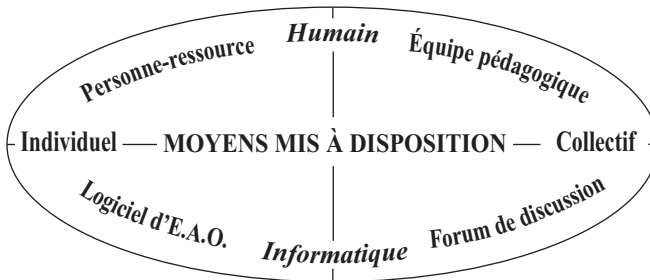 Humain
Personne-ressource
Équipe pédagogique
Individuel MOYENS MIS À DISPOSITION Collectif
Logiciel d'E.A.O.
Forum de discussion
Informatique